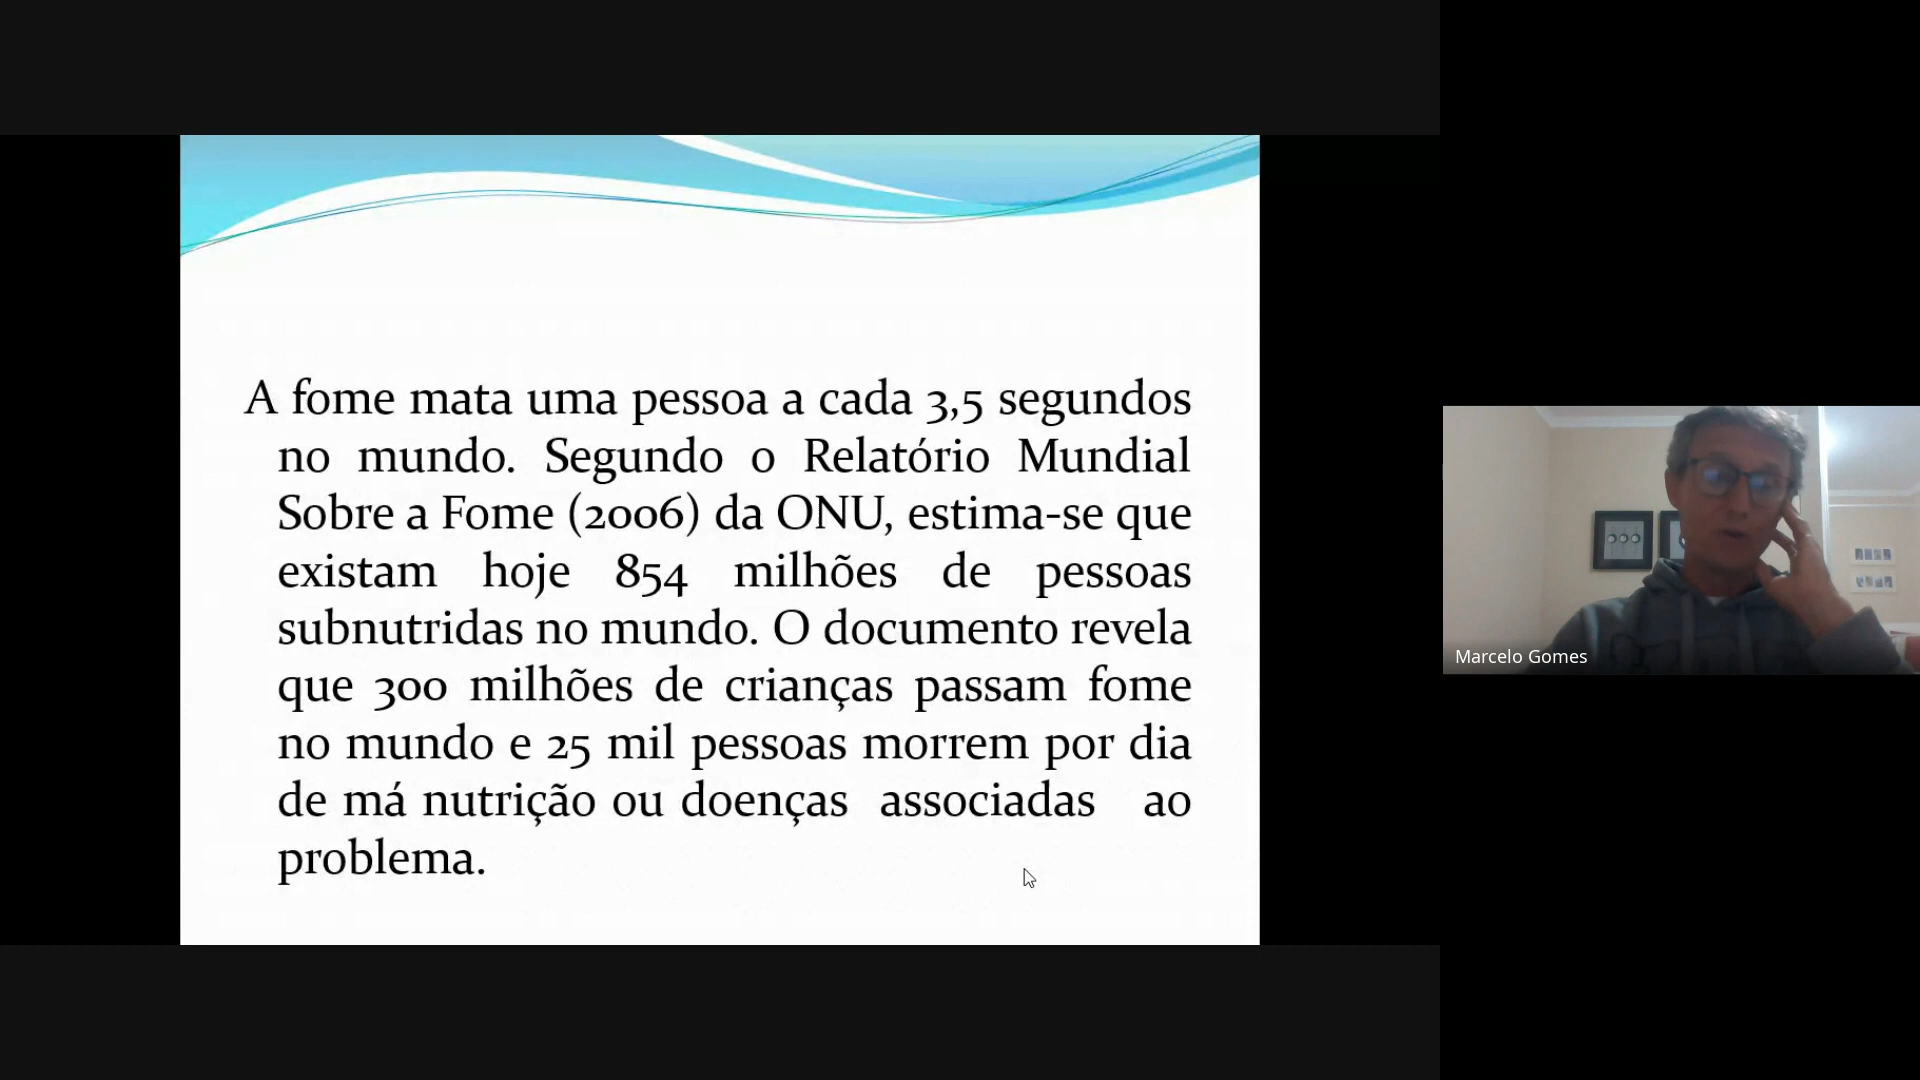 A fome mata uma pessoa a cada 3,5 segundos
no mundo. Segundo o Relatório Mundial
Sobre a Fome (2006) da ONU, estima-se que
existam hoje 854 milhões de pessoas
subnutridas no mundo. O documento revela
que 300 milhões de crianças passam fome
no mundo e 25 mil pessoas morrem por dia
de má nutrição ou doenças associadas ao
problema.
Marcelo Gomes